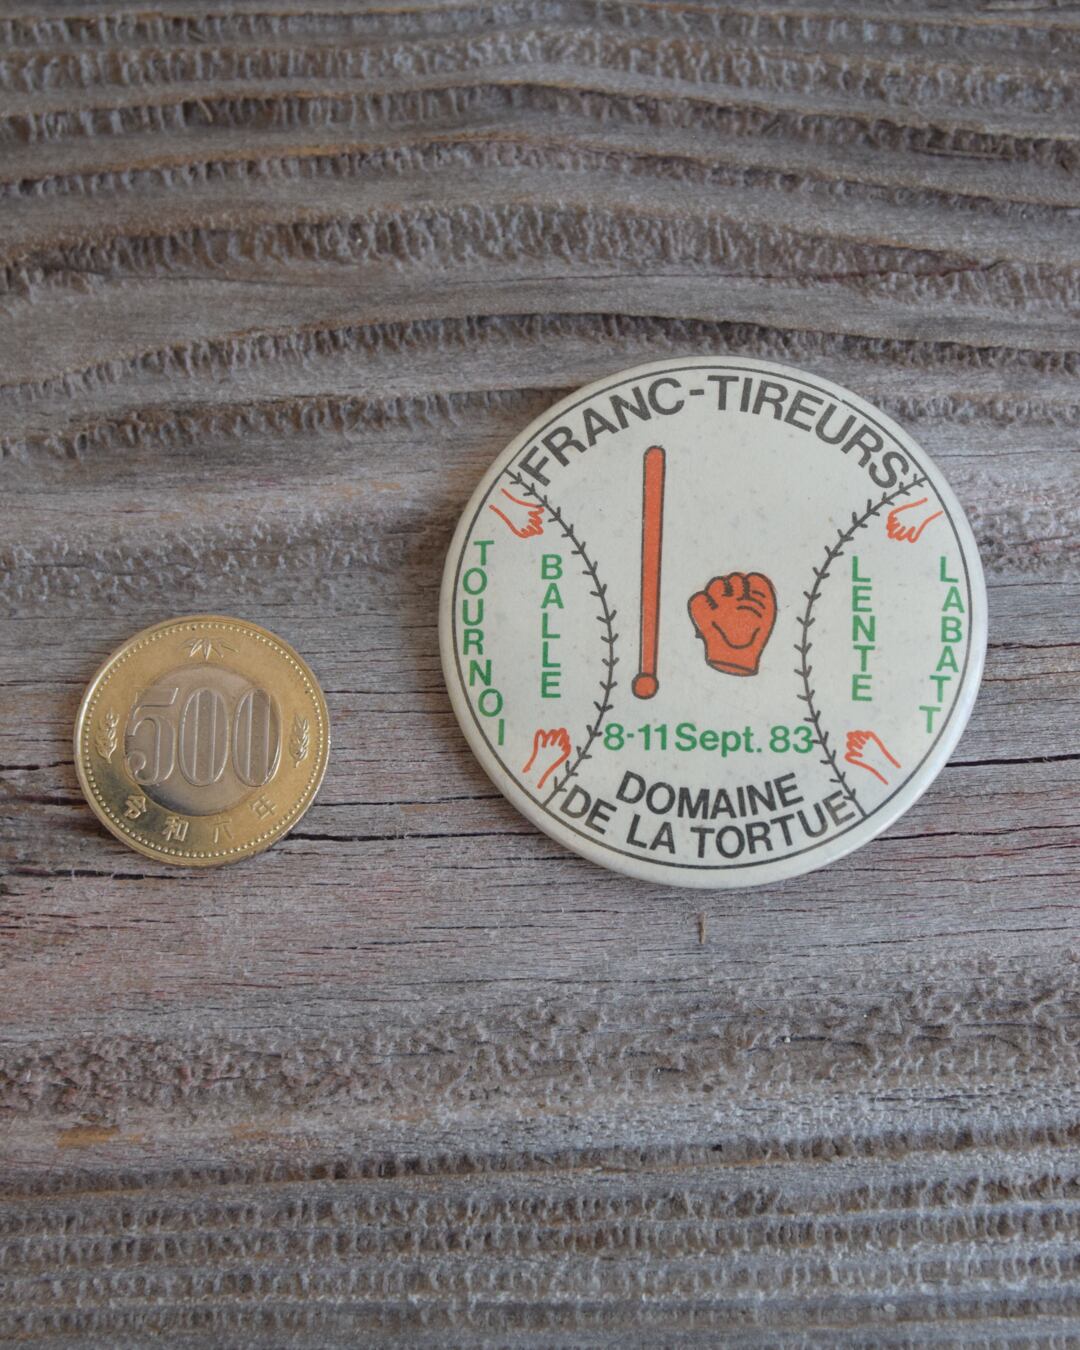 FRANC-TIREURS
TOURNOI
BALLE
LENTE
LABATT
8-11 Sept. 83
DOMAINE
DE LA TORTUE
500
令和六年